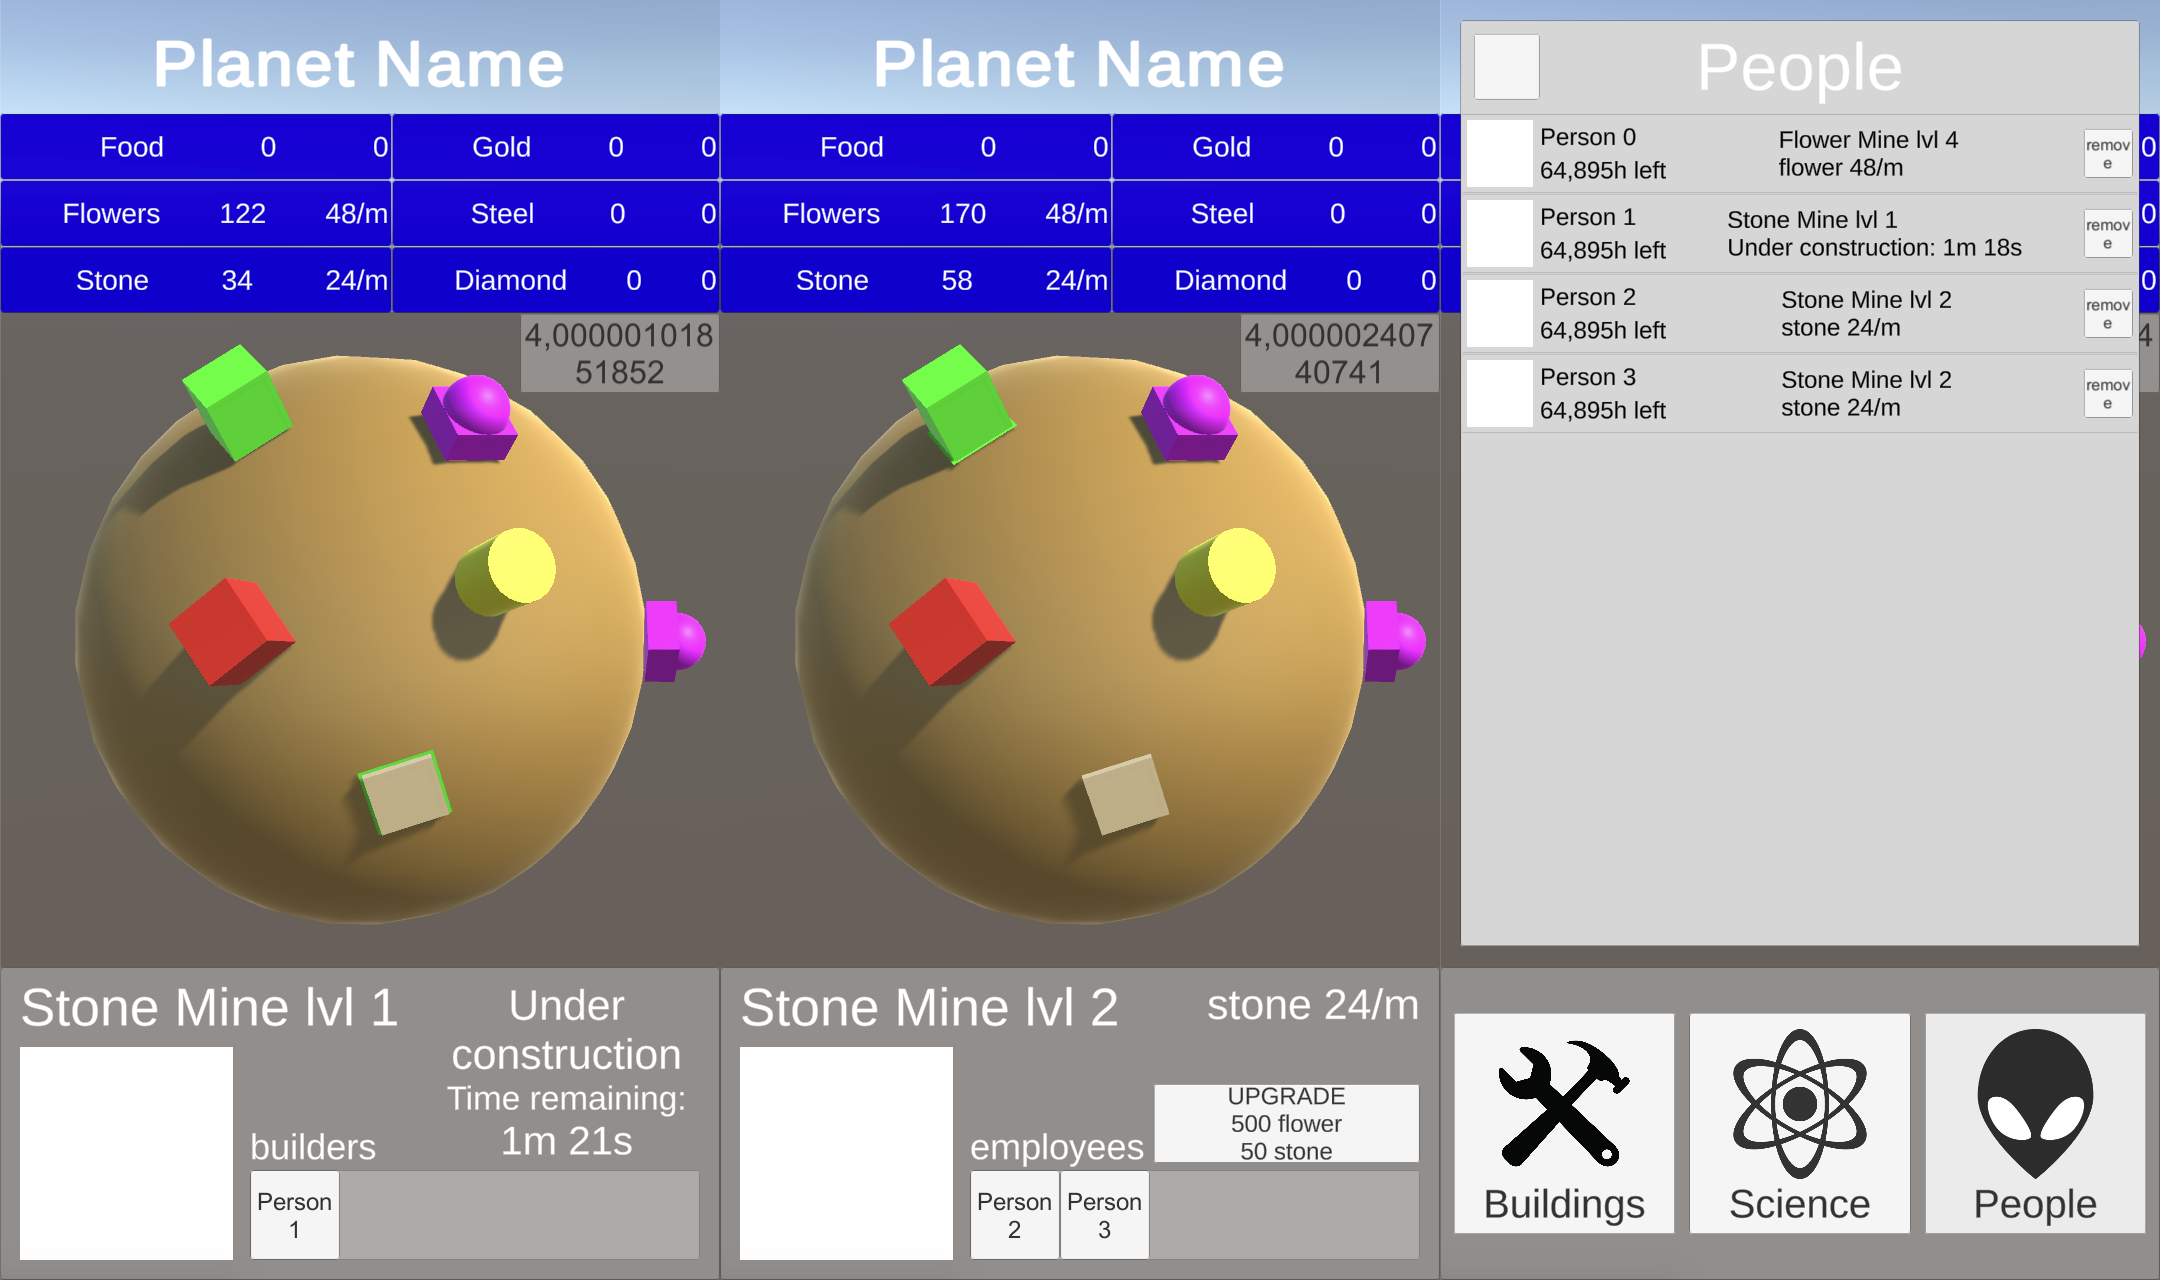 Planet Name
Food 0 0 Gold 0 0
Flowers 122 48/m Steel 0 0
Stone 34 24/m Diamond 0 0
4,000001018
51852
Stone Mine lvl 1
Under
construction
Time remaining:
1m 21s
builders
Person
1
Planet Name
Food 0 0 Gold 0 0
Flowers 170 48/m Steel 0 0
Stone 58 24/m Diamond 0 0
4,000002407
40741
Stone Mine lvl 2
stone 24/m
UPGRADE
500 flower
50 stone
employees
Person
2
Person
3
People
Person 0
64,895h left
Flower Mine lvl 4
flower 48/m
remov
e
Person 1
64,895h left
Stone Mine lvl 1
Under construction: 1m 18s
remov
e
Person 2
64,895h left
Stone Mine lvl 2
stone 24/m
remov
e
Person 3
64,895h left
Stone Mine lvl 2
stone 24/m
remov
e
0
0
0
4
Buildings
Science
People